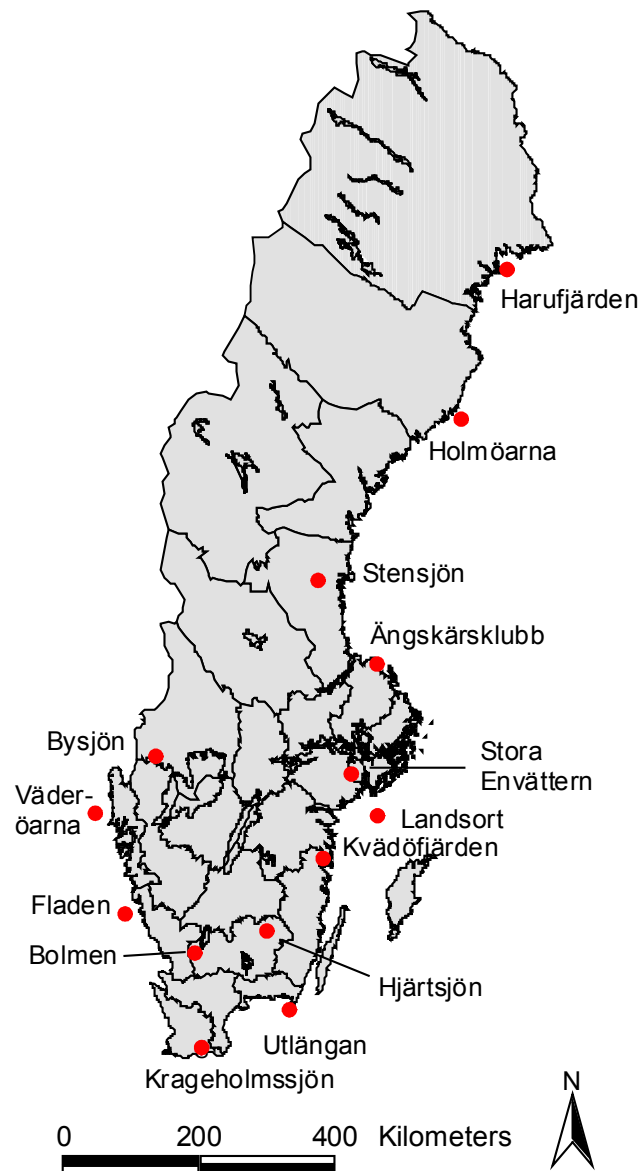 Harufjärden
Holmöarna
Stensjön
Ängskärsklubb
Bysjön
Stora
Envättern
Väder-
öarna
Landsort
Kvädöfjärden
Fladen
Bolmen
Hjärtsjön
Utlängan
Krageholmssjön
N
0 200 400 Kilometers